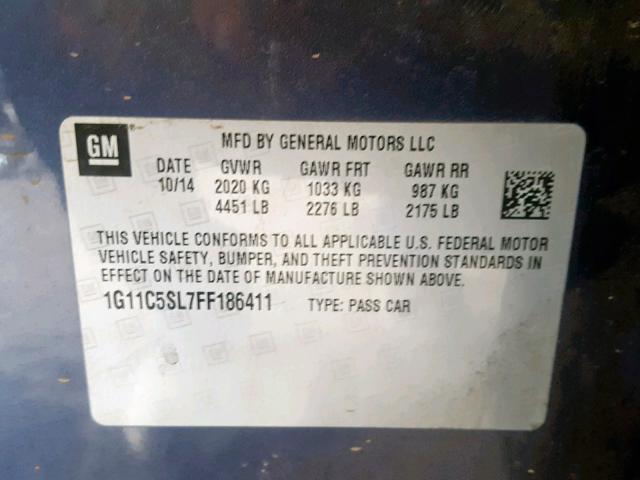 GM
MFD BY GENERAL MOTORS LLC
DATE GVWR GAWR FRT GAWR RR
10/14 2020 KG 1033 KG 987 KG
4451 LB 2276 LB 2175 LB
THIS VEHICLE CONFORMS TO ALL APPLICABLE U.S. FEDERAL MOTOR
VEHICLE SAFETY, BUMPER, AND THEFT PREVENTION STANDARDS IN
EFFECT ON THE DATE OF MANUFACTURE SHOWN ABOVE.
1G11C5SL7FF186411 TYPE: PASS CAR